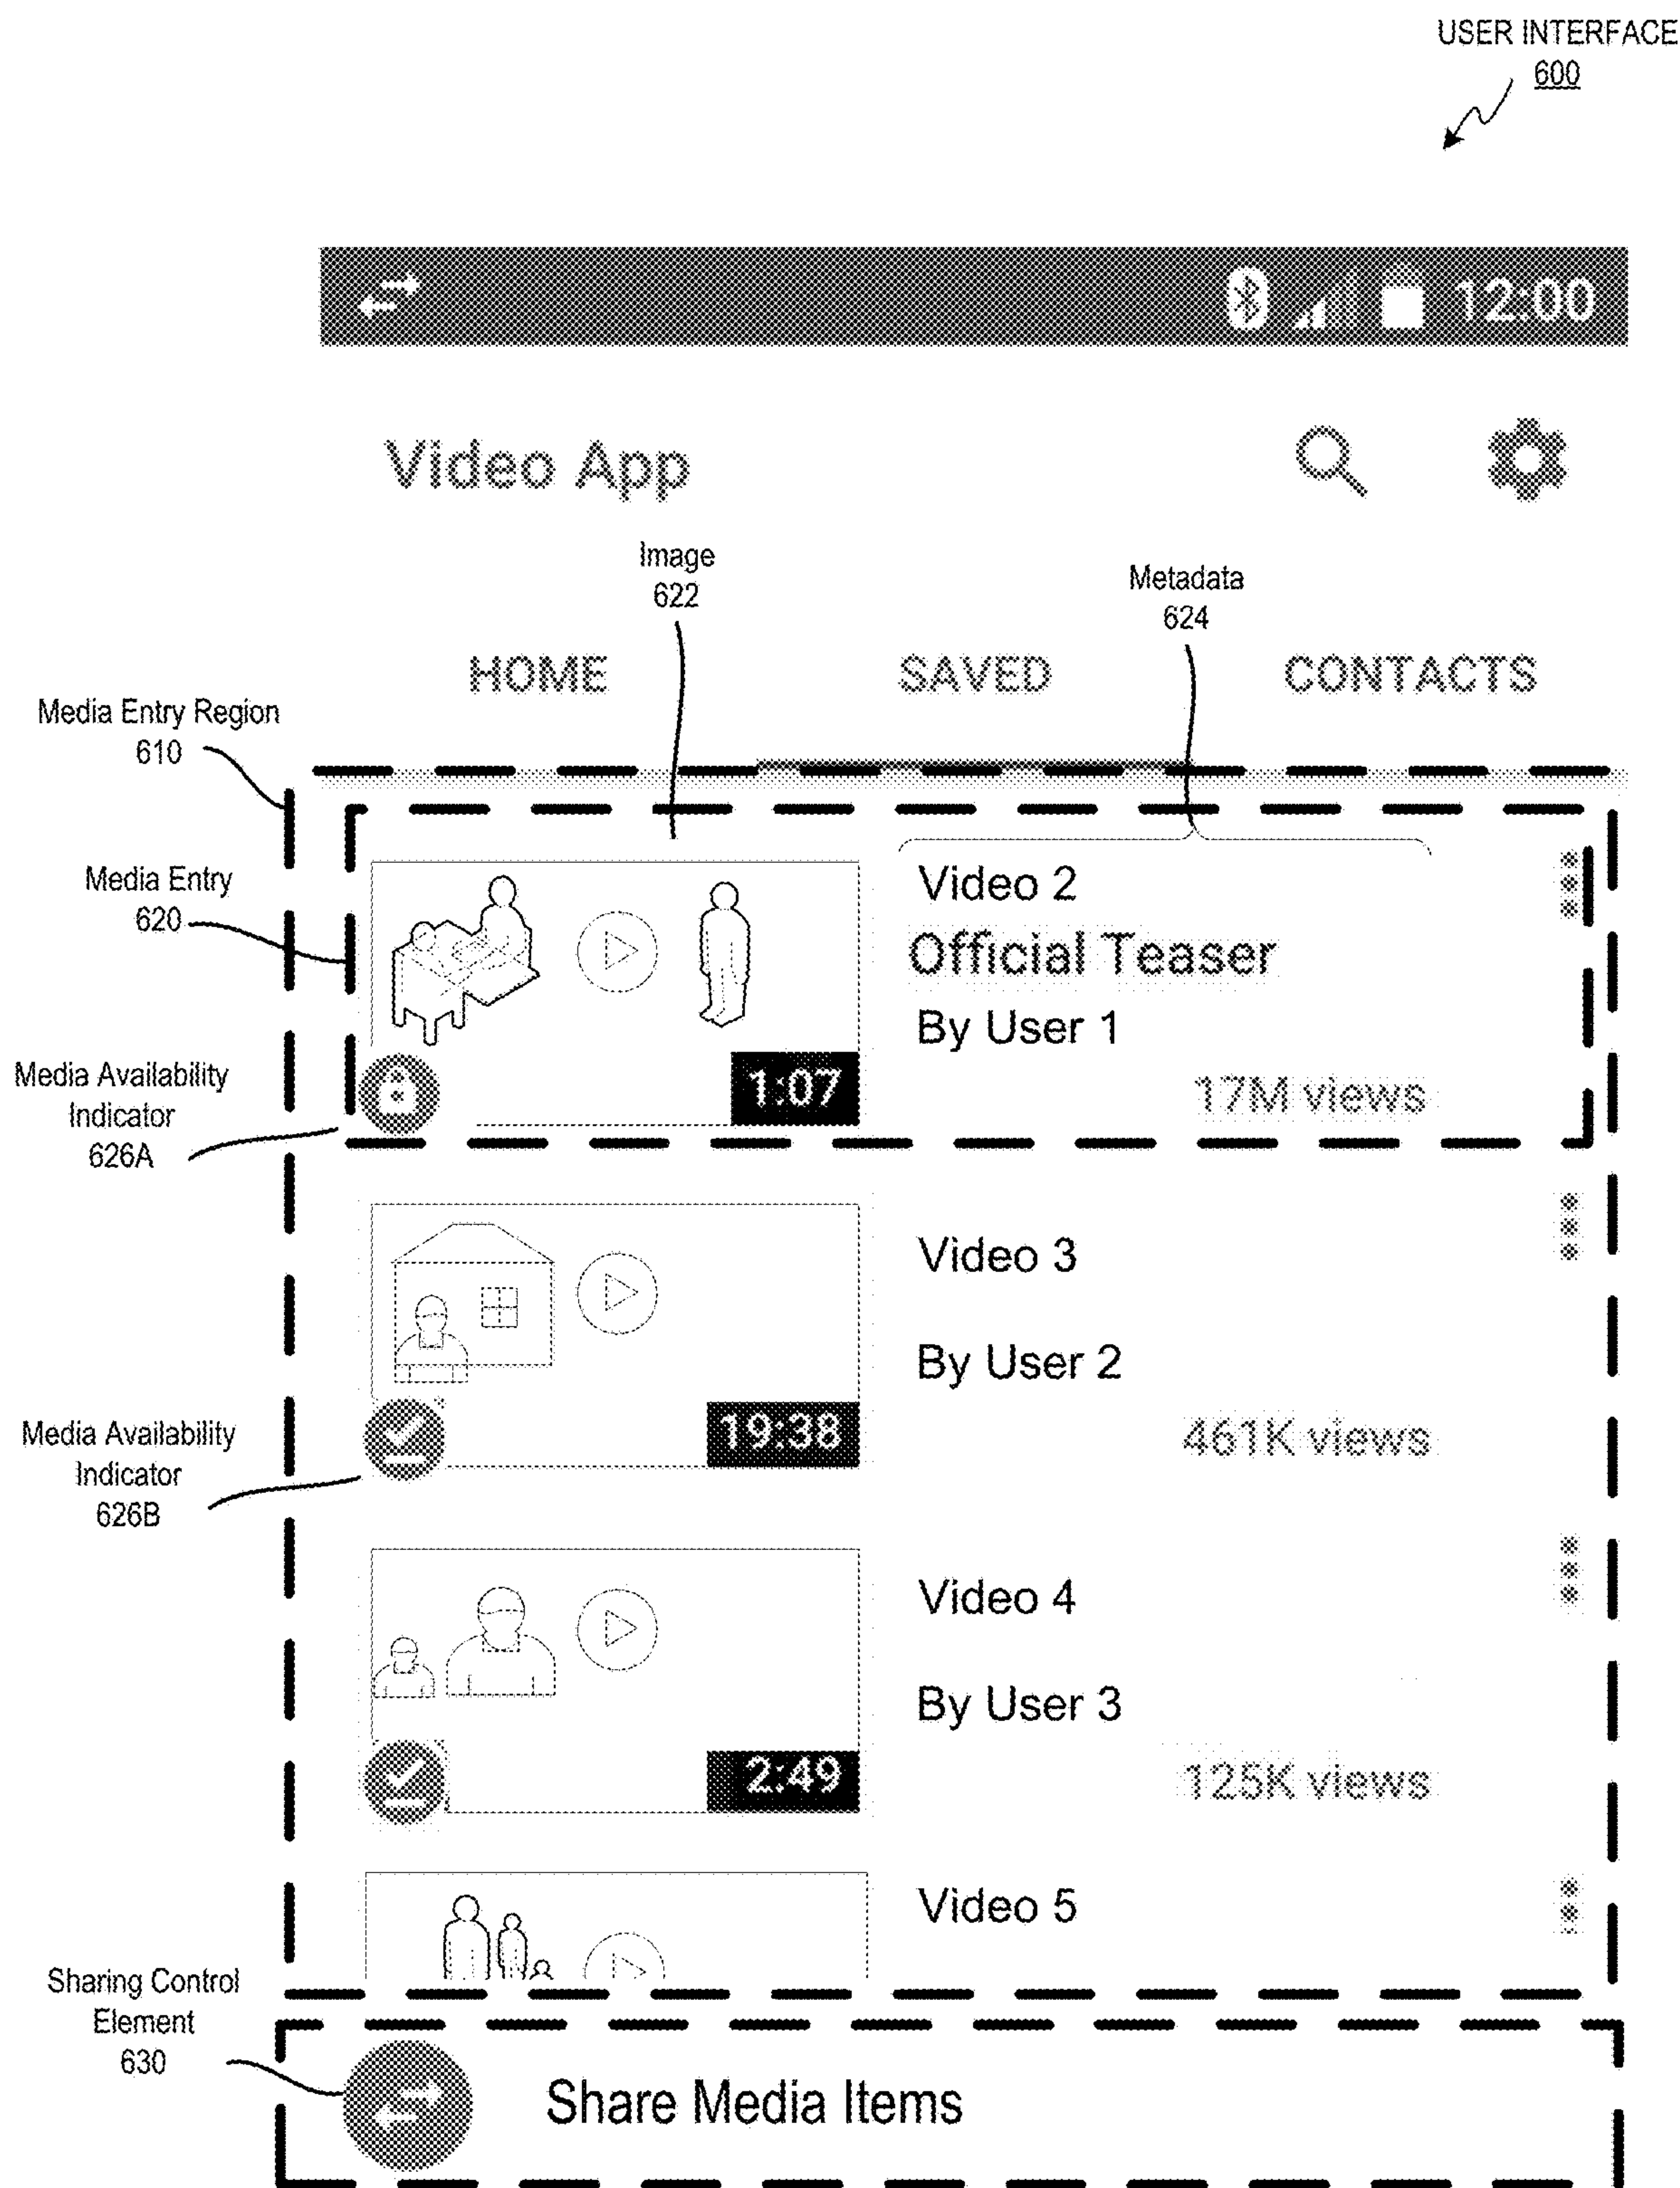 USER INTERFACE
600
12:00
Video App
Image
622
Metadata
624
HOME SAVED CONTACTS
Media Entry Region
610
Media Entry
620
Video 2
Official Teaser
By User 1
1:07
17M views
Media Availability
Indicator
626A
Video 3
By User 2
19:38
461K views
Media Availability
Indicator
626B
Video 4
By User 3
2:49
125K views
Video 5
Sharing Control
Element
630
Share Media Items